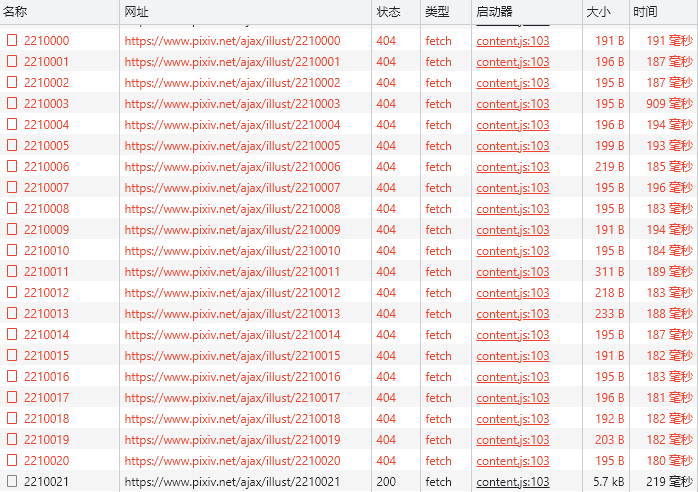 名称 网址 状态 类型 启动器 大小 时间
2210000 https://www.pixiv.net/ajax/illust/2210000 404 fetch content.js:103 191 B 191 毫秒
2210001 https://www.pixiv.net/ajax/illust/2210001 404 fetch content.js:103 196 B 187 毫秒
2210002 https://www.pixiv.net/ajax/illust/2210002 404 fetch content.js:103 195 B 187 毫秒
2210003 https://www.pixiv.net/ajax/illust/2210003 404 fetch content.js:103 195 B 909 毫秒
2210004 https://www.pixiv.net/ajax/illust/2210004 404 fetch content.js:103 196 B 194 毫秒
2210005 https://www.pixiv.net/ajax/illust/2210005 404 fetch content.js:103 199 B 193 毫秒
2210006 https://www.pixiv.net/ajax/illust/2210006 404 fetch content.js:103 219 B 185 毫秒
2210007 https://www.pixiv.net/ajax/illust/2210007 404 fetch content.js:103 195 B 196 毫秒
2210008 https://www.pixiv.net/ajax/illust/2210008 404 fetch content.js:103 195 B 183 毫秒
2210009 https://www.pixiv.net/ajax/illust/2210009 404 fetch content.js:103 191 B 194 毫秒
2210010 https://www.pixiv.net/ajax/illust/2210010 404 fetch content.js:103 195 B 184 毫秒
2210011 https://www.pixiv.net/ajax/illust/2210011 404 fetch content.js:103 311 B 189 毫秒
2210012 https://www.pixiv.net/ajax/illust/2210012 404 fetch content.js:103 218 B 183 毫秒
2210013 https://www.pixiv.net/ajax/illust/2210013 404 fetch content.js:103 233 B 188 毫秒
2210014 https://www.pixiv.net/ajax/illust/2210014 404 fetch content.js:103 195 B 187 毫秒
2210015 https://www.pixiv.net/ajax/illust/2210015 404 fetch content.js:103 191 B 182 毫秒
2210016 https://www.pixiv.net/ajax/illust/2210016 404 fetch content.js:103 195 B 183 毫秒
2210017 https://www.pixiv.net/ajax/illust/2210017 404 fetch content.js:103 196 B 181 毫秒
2210018 https://www.pixiv.net/ajax/illust/2210018 404 fetch content.js:103 192 B 182 毫秒
2210019 https://www.pixiv.net/ajax/illust/2210019 404 fetch content.js:103 203 B 182 毫秒
2210020 https://www.pixiv.net/ajax/illust/2210020 404 fetch content.js:103 195 B 180 毫秒
2210021 https://www.pixiv.net/ajax/illust/2210021 200 fetch content.js:103 5.7 kB 219 毫秒